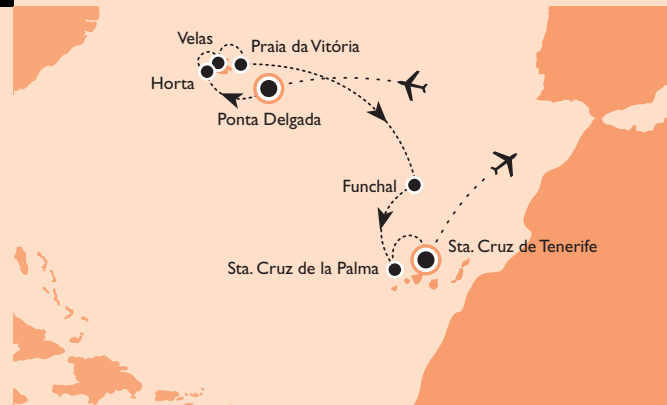 Velas
Praia da Vitória
Horta
Ponta Delgada
Funchal
Sta. Cruz de Tenerife
Sta. Cruz de la Palma